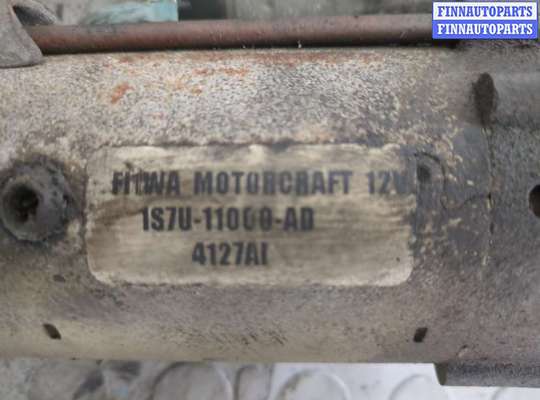 FINNAUTOPARTS
FINNAUTOPARTS
MOTORCRAFT 12V
1S7U-11000-AD
4127AI